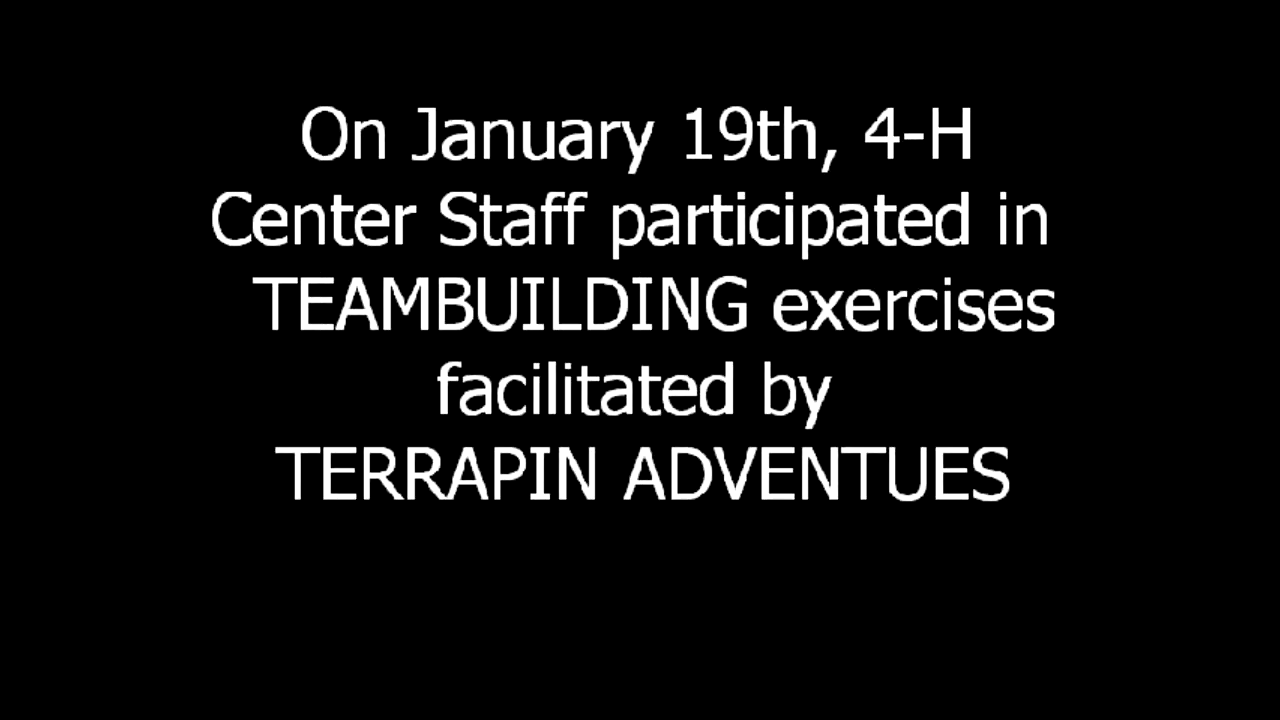 On January 19th, 4-H
Center Staff participated in
TEAMBUILDING exercises
facilitated by
TERRAPIN ADVENTUES